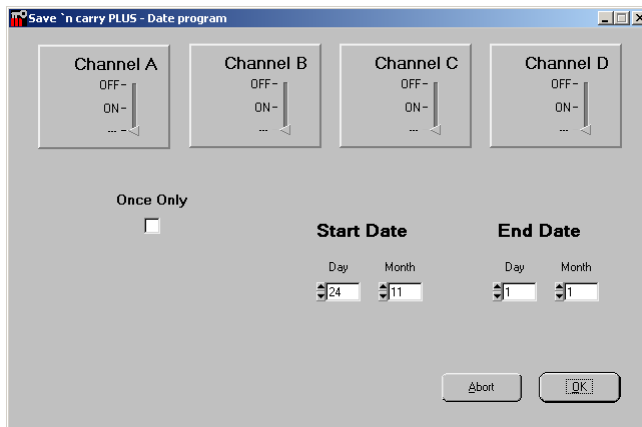 Save `n carry PLUS - Date program
Channel A Channel B Channel C Channel D
OFF- OFF- OFF- OFF-
ON- ON- ON- ON-
--- - --- --- ---
Once Only
Start Date End Date
Day Month Day Month
24 11 1 1
Abort OK